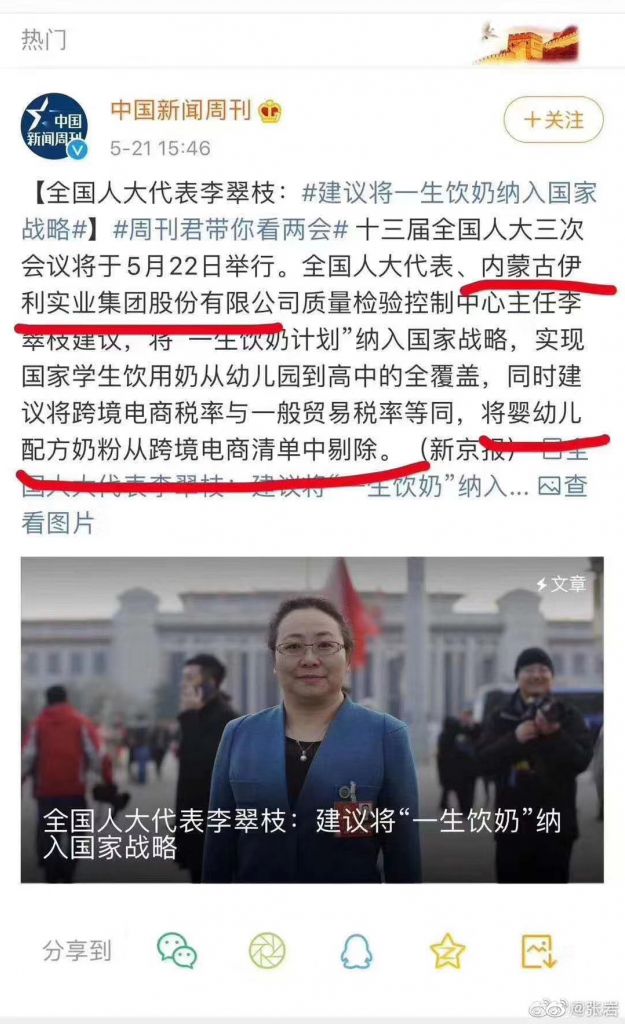 热门
中国
新闻周刊
中国新闻周刊
5-21 15:46
+关注
【全国人大代表李翠枝：#建议将一生饮奶纳入国家
战略#】#周刊君带你看两会# 十三届全国人大三次
会议将于5月22日举行。全国人大代表、内蒙古伊
利实业集团股份有限公司质量检验控制中心主任李
翠枝建议，将“一生饮奶计划”纳入国家战略，实现
国家学生饮用奶从幼儿园到高中的全覆盖，同时建
议将跨境电商税率与一般贸易税率等同，将婴幼儿
配方奶粉从跨境电商清单中剔除。（新京报）全
国人大代表李翠枝：建议将“一生饮奶”纳入... 查
看图片
文章
全国人大代表李翠枝：建议将“一生饮奶”纳
入国家战略
分享到
@张岩